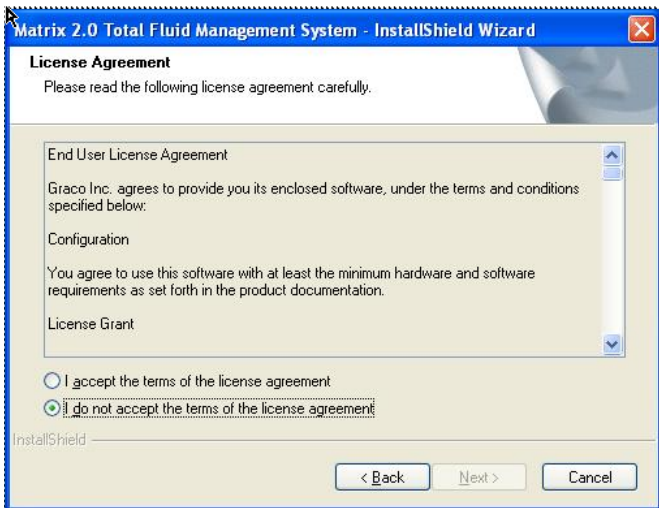 Matrix 2.0 Total Fluid Management System - InstallShield Wizard
License Agreement
Please read the following license agreement carefully.
End User License Agreement
Graco Inc. agrees to provide you its enclosed software, under the terms and conditions
specified below:
Configuration
You agree to use this software with at least the minimum hardware and software
requirements as set forth in the product documentation.
License Grant
I accept the terms of the license agreement
I do not accept the terms of the license agreement
InstallShield
< Back Next > Cancel